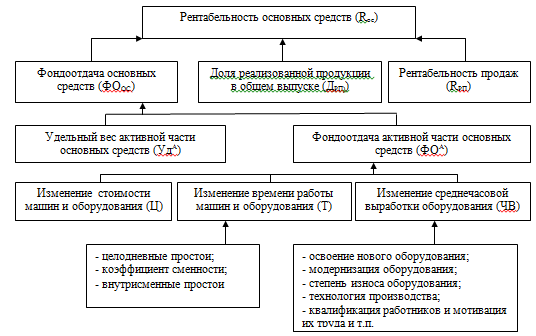 Рентабельность основных средств (Rос)
Фондоотдача основных
средств (ФООС)
Доля реализованной продукции
в общем выпуске (Дрп)
Рентабельность продаж
(Rрп)
Удельный вес активной части
основных средств (УдА)
Фондоотдача активной части основных
средств (ФОА)
Изменение стоимости
машин и оборудования (Ц)
Изменение времени работы
машин и оборудования (Т)
Изменение среднечасовой
выработки оборудования (ЧВ)
- целодневные простои;
- коэффициент сменности;
- внутрисменные простои
- освоение нового оборудования;
- модернизация оборудования;
- степень износа оборудования;
- технология производства;
- квалификация работников и мотивация
их труда и т.п.